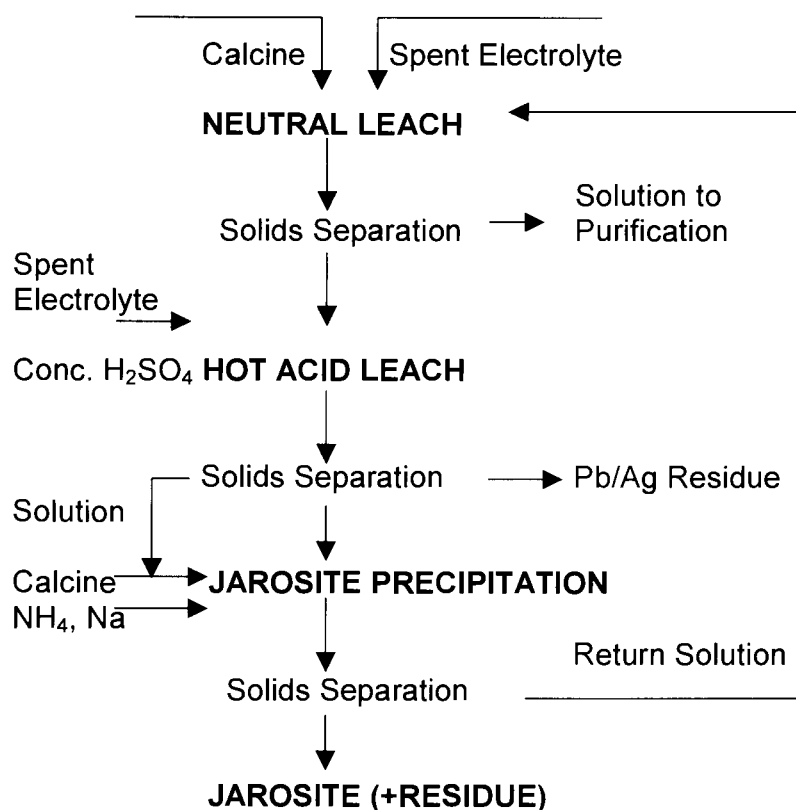 Calcine
Spent Electrolyte
NEUTRAL LEACH
Solids Separation
Solution to
Purification
Spent
Electrolyte
Conc. H₂SO₄ HOT ACID LEACH
Solids Separation
Pb/Ag Residue
Solution
Calcine
JAROSITE PRECIPITATION
NH₄, Na
Return Solution
Solids Separation
JAROSITE (+RESIDUE)